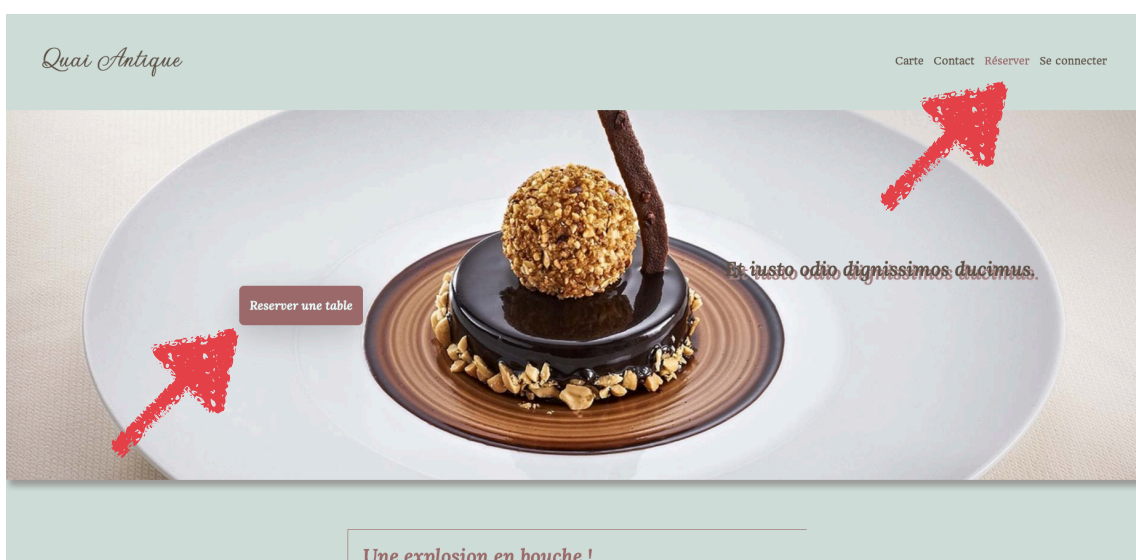 Quai Antique
Carte Contact Réserver Se connecter
Et iusto odio dignissimos ducimus.
Reserver une table
Une explosion en bouche !